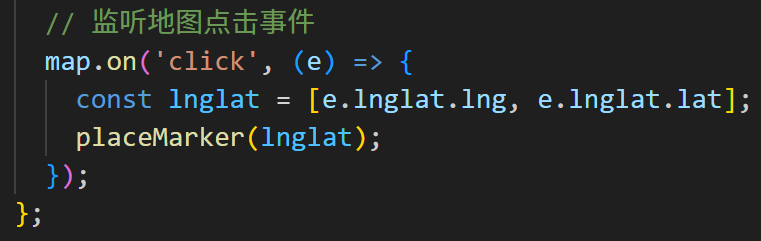 // 监听地图点击事件
map.on('click', (e) => {
const lnglat = [e.lnglat.lng, e.lnglat.lat];
placeMarker(lnglat);
});
};